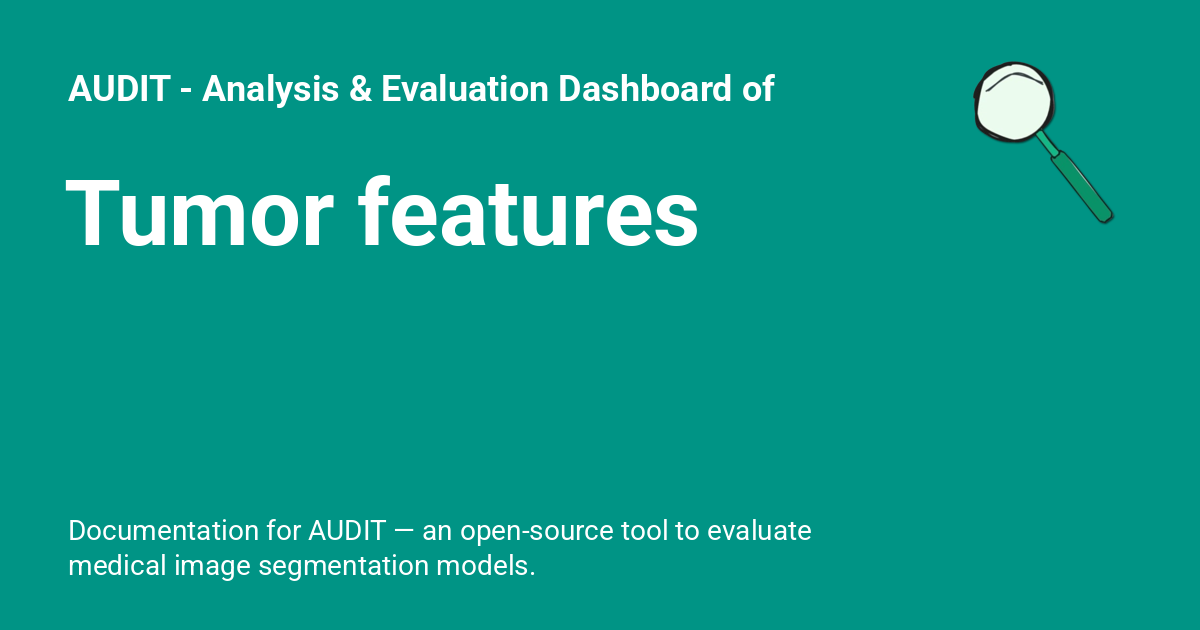 AUDIT - Analysis & Evaluation Dashboard of
Tumor features
Documentation for AUDIT — an open-source tool to evaluate
medical image segmentation models.